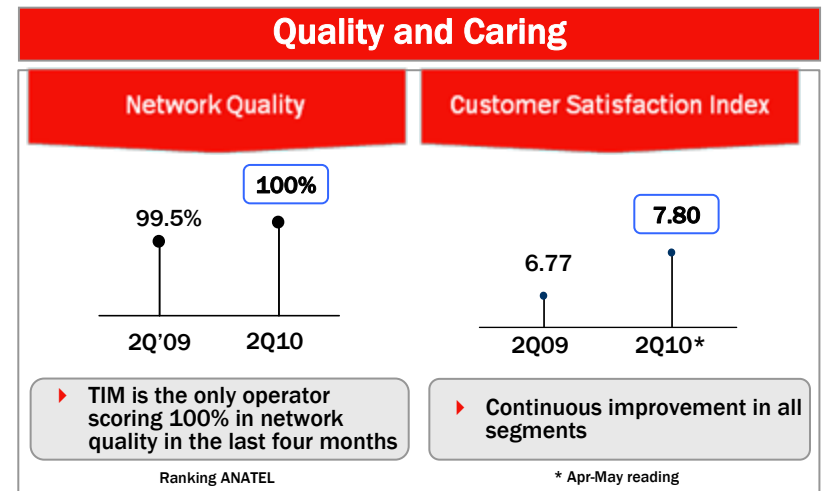 Quality and Caring
Network Quality
99.5%
100%
2Q'09
2Q10
TIM is the only operator
scoring 100% in network
quality in the last four months
Ranking ANATEL
Customer Satisfaction Index
6.77
7.80
2Q09
2Q10*
Continuous improvement in all
segments
* Apr-May reading